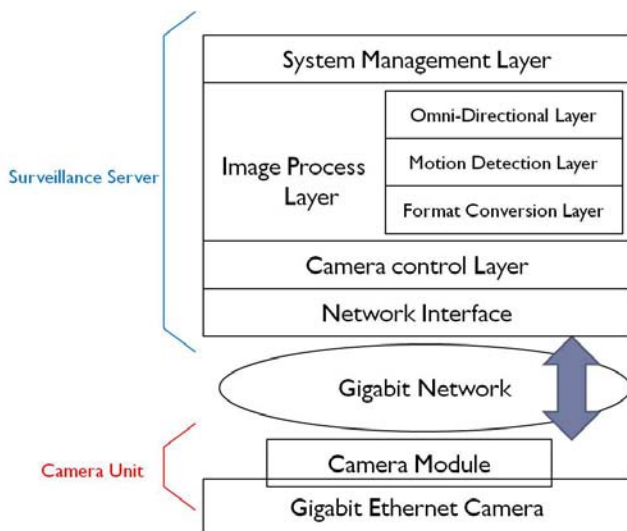 System Management Layer
Omni-Directional Layer
Motion Detection Layer
Format Conversion Layer
Image Process
Layer
Surveillance Server
Camera control Layer
Network Interface
Gigabit Network
Camera Module
Camera Unit
Gigabit Ethernet Camera